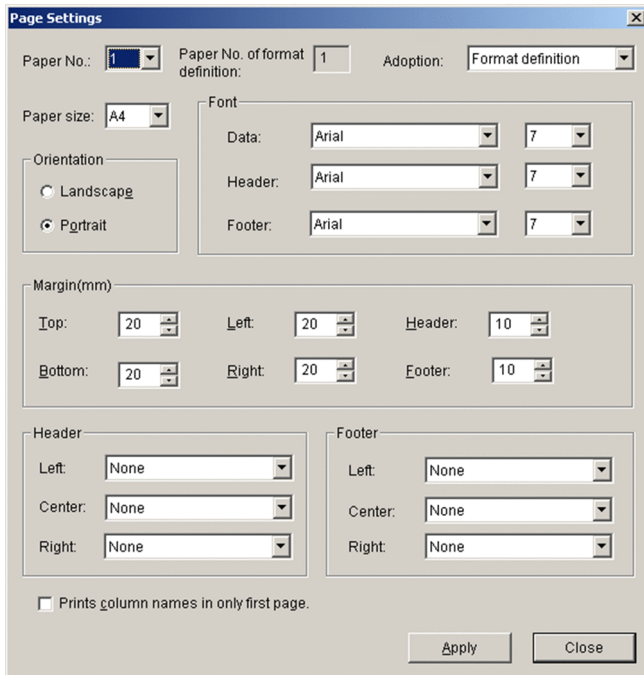 Page Settings
Paper No.: 1
Paper No. of format
definition: 1
Adoption: Format definition
Paper size: A4
Font
Data: Arial 7
Header: Arial 7
Footer: Arial 7
Orientation
Landscape
Portrait
Margin(mm)
Top: 20 Left: 20 Header: 10
Bottom: 20 Right: 20 Footer: 10
Header
Left: None
Center: None
Right: None
Footer
Left: None
Center: None
Right: None
Prints column names in only first page.
Apply Close